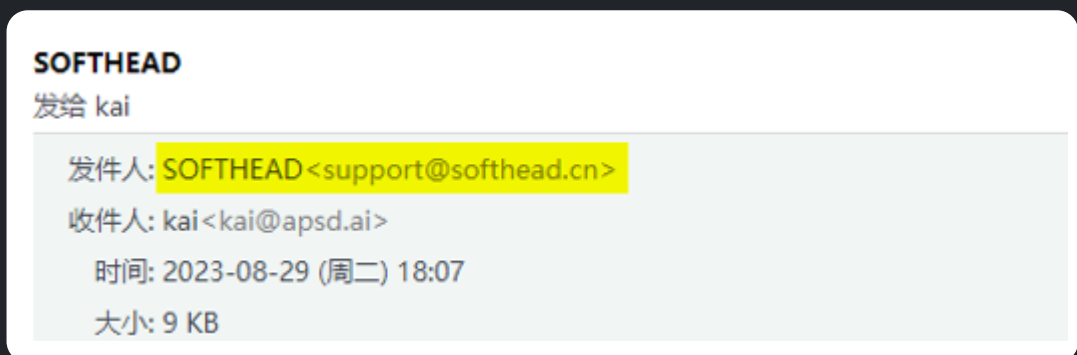 SOFTHEAD
发给 kai
发件人: SOFTHEAD<support@softhead.cn>
收件人: kai<kai@apsd.ai>
时间: 2023-08-29 (周二) 18:07
大小: 9 KB